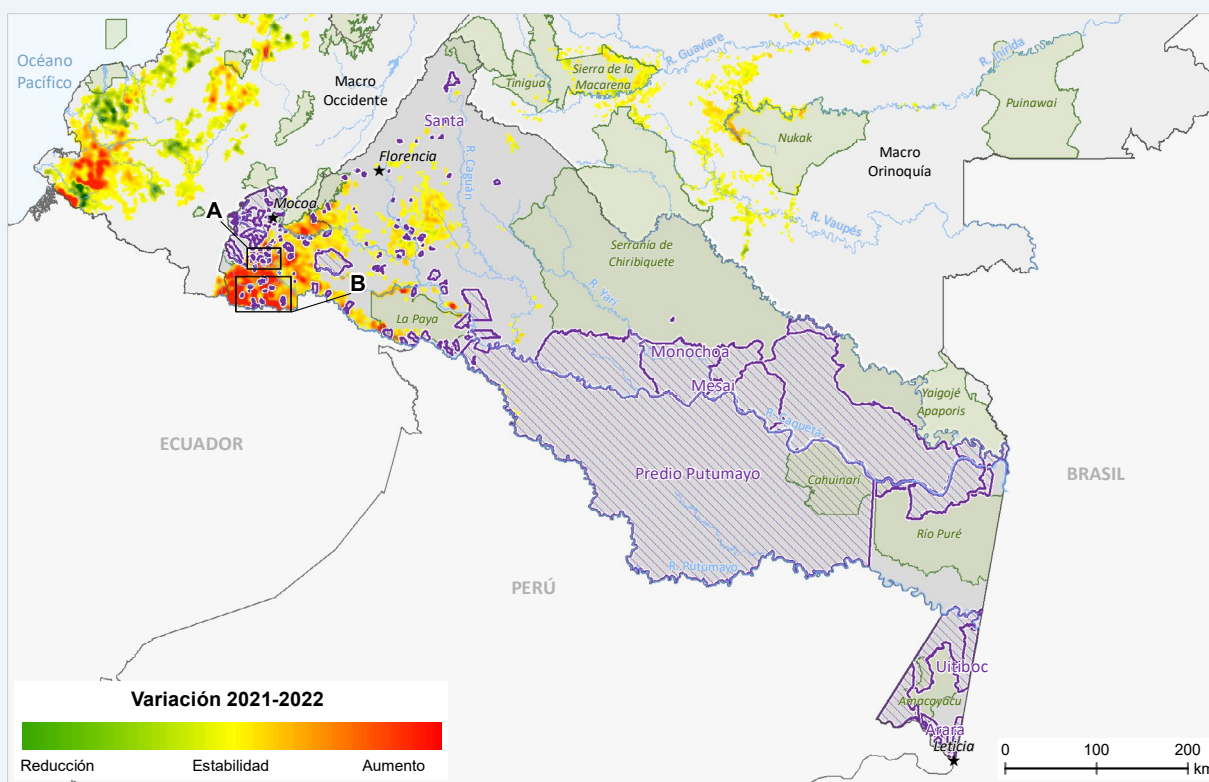 Océano
Pacífico
Macro
Occidente
Tinigua
Sierra de la
Macarena
R. Guaviare
R. Inirida
Puinawai
Nukak
Macro
Orinoquía
Santa
Florencia
R. Caguán
A
Mocoa
R. Vaupés
Serranía de
Chiribiquete
B
R. Yarí
La Paya
Monochoa
Mesai
Yaigojé
Apaporis
R. Caquetá
ECUADOR
Predio Putumayo
Cahuinarí
BRASIL
Río Puré
R. Putumayo
PERÚ
Uitiboc
Amacayacu
Arara
Leticia
Variación 2021-2022
Reducción Estabilidad Aumento
0 100 200
km